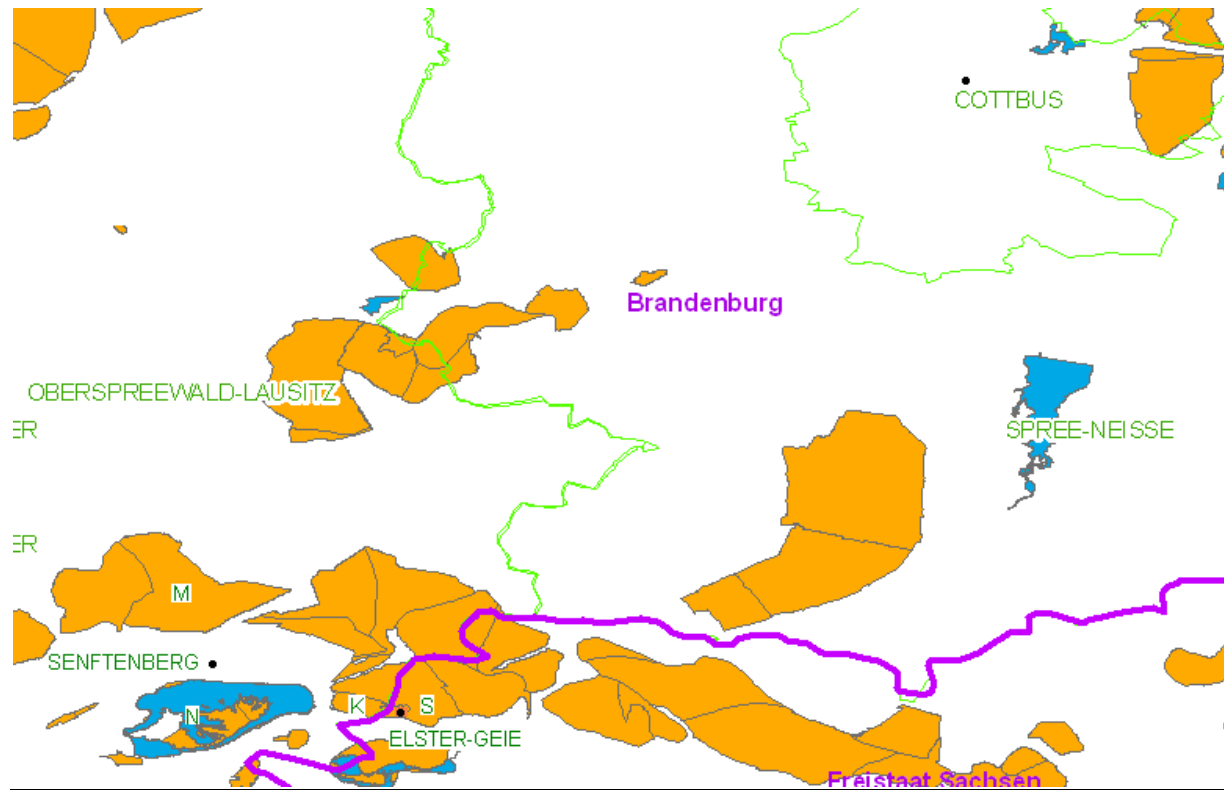 COTTBUS
Brandenburg
OBERSPREEWALD-LAUSITZ
ER
SPREE-NEISSE
ER
M
SENFTENBERG
K
S
N
ELSTER-GEIE
Freistaat Sachsen